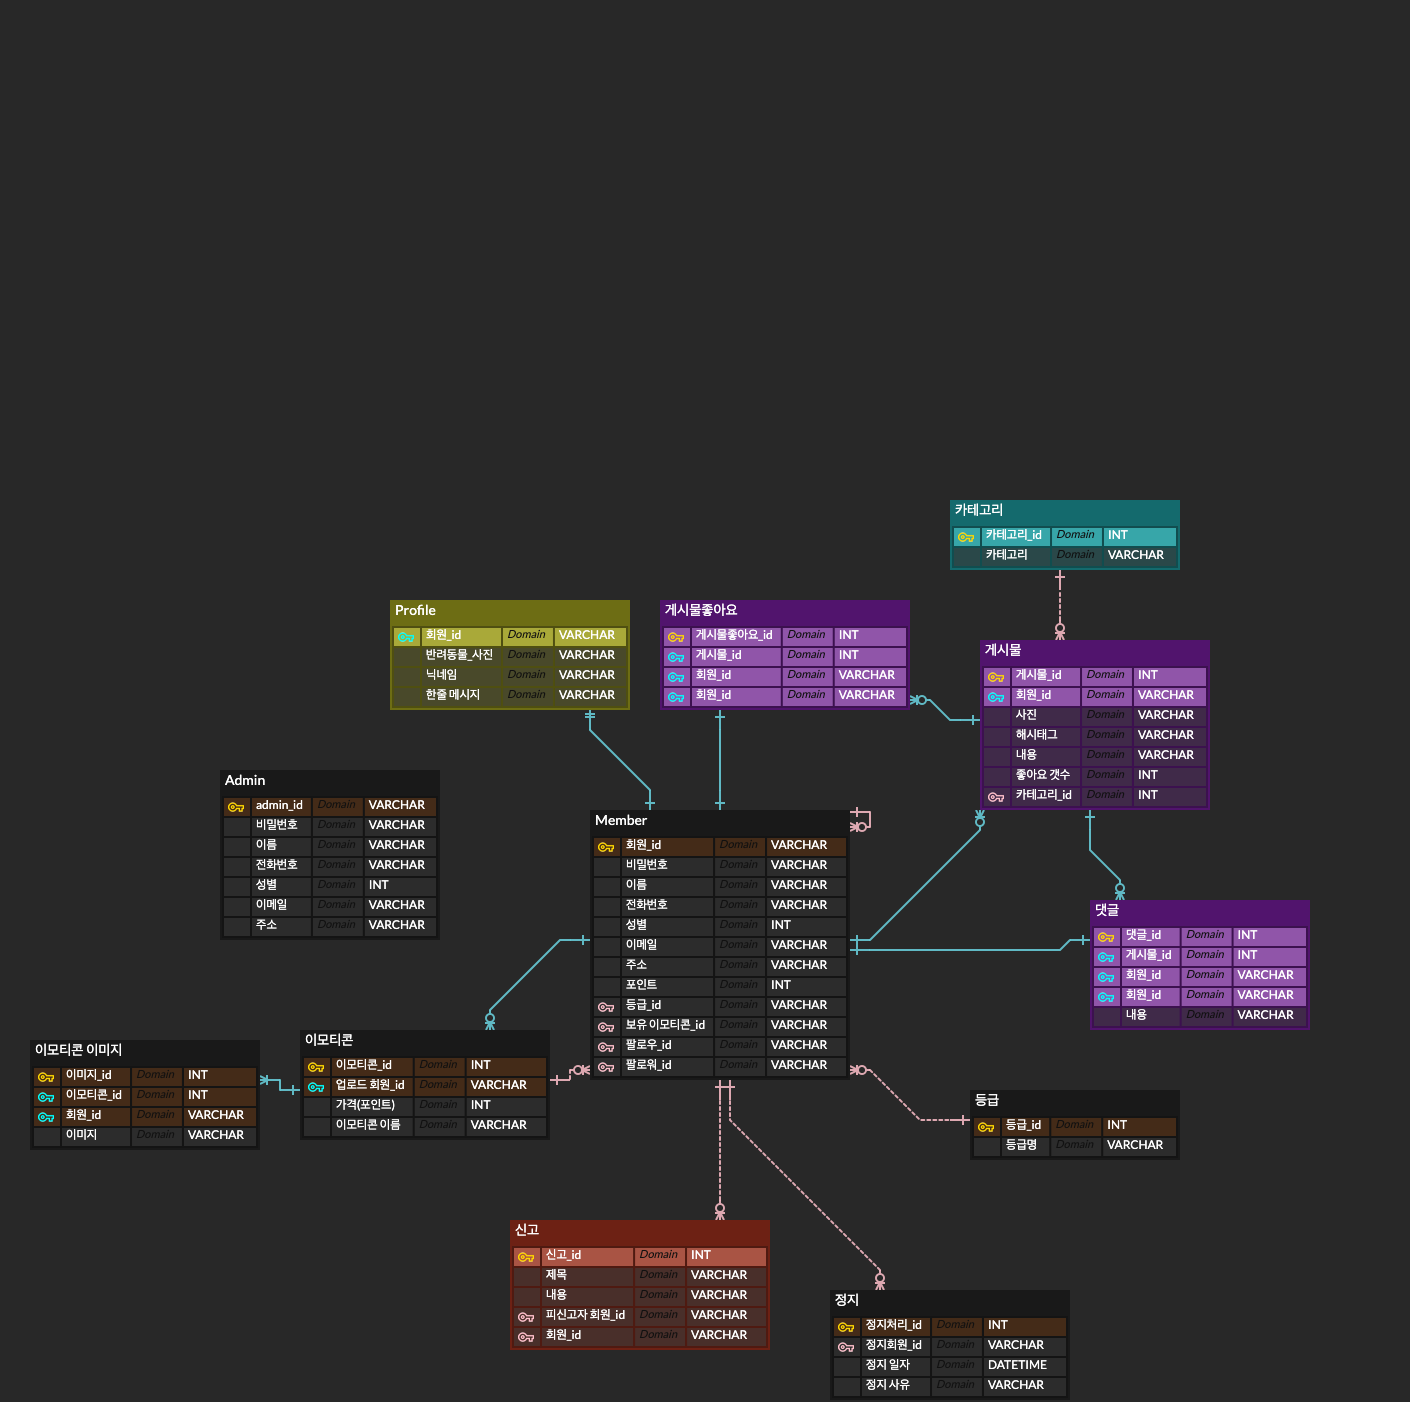 카테고리
카테고리_id Domain INT
카테고리 Domain VARCHAR
Profile
회원_id Domain VARCHAR
반려동물_사진 Domain VARCHAR
닉네임 Domain VARCHAR
한줄 메시지 Domain VARCHAR
게시물좋아요
게시물좋아요_id Domain INT
게시물_id Domain INT
회원_id Domain VARCHAR
회원_id Domain VARCHAR
게시물
게시물_id Domain INT
회원_id Domain VARCHAR
사진 Domain VARCHAR
해시태그 Domain VARCHAR
내용 Domain VARCHAR
좋아요 갯수 Domain INT
카테고리_id Domain INT
Admin
admin_id Domain VARCHAR
비밀번호 Domain VARCHAR
이름 Domain VARCHAR
전화번호 Domain VARCHAR
성별 Domain INT
이메일 Domain VARCHAR
주소 Domain VARCHAR
Member
회원_id Domain VARCHAR
비밀번호 Domain VARCHAR
이름 Domain VARCHAR
전화번호 Domain VARCHAR
성별 Domain INT
이메일 Domain VARCHAR
주소 Domain VARCHAR
포인트 Domain INT
등급_id Domain VARCHAR
보유 이모티콘_id Domain VARCHAR
팔로우_id Domain VARCHAR
팔로워_id Domain VARCHAR
댓글
댓글_id Domain INT
게시물_id Domain INT
회원_id Domain VARCHAR
회원_id Domain VARCHAR
내용 Domain VARCHAR
이모티콘 이미지
이미지_id Domain INT
이모티콘_id Domain INT
회원_id Domain VARCHAR
이미지 Domain VARCHAR
이모티콘
이모티콘_id Domain INT
업로드 회원_id Domain VARCHAR
가격(포인트) Domain INT
이모티콘 이름 Domain VARCHAR
등급
등급_id Domain INT
등급명 Domain VARCHAR
신고
신고_id Domain INT
제목 Domain VARCHAR
내용 Domain VARCHAR
피신고자 회원_id Domain VARCHAR
회원_id Domain VARCHAR
정지
정지처리_id Domain INT
정지회원_id Domain VARCHAR
정지 일자 Domain DATETIME
정지 사유 Domain VARCHAR